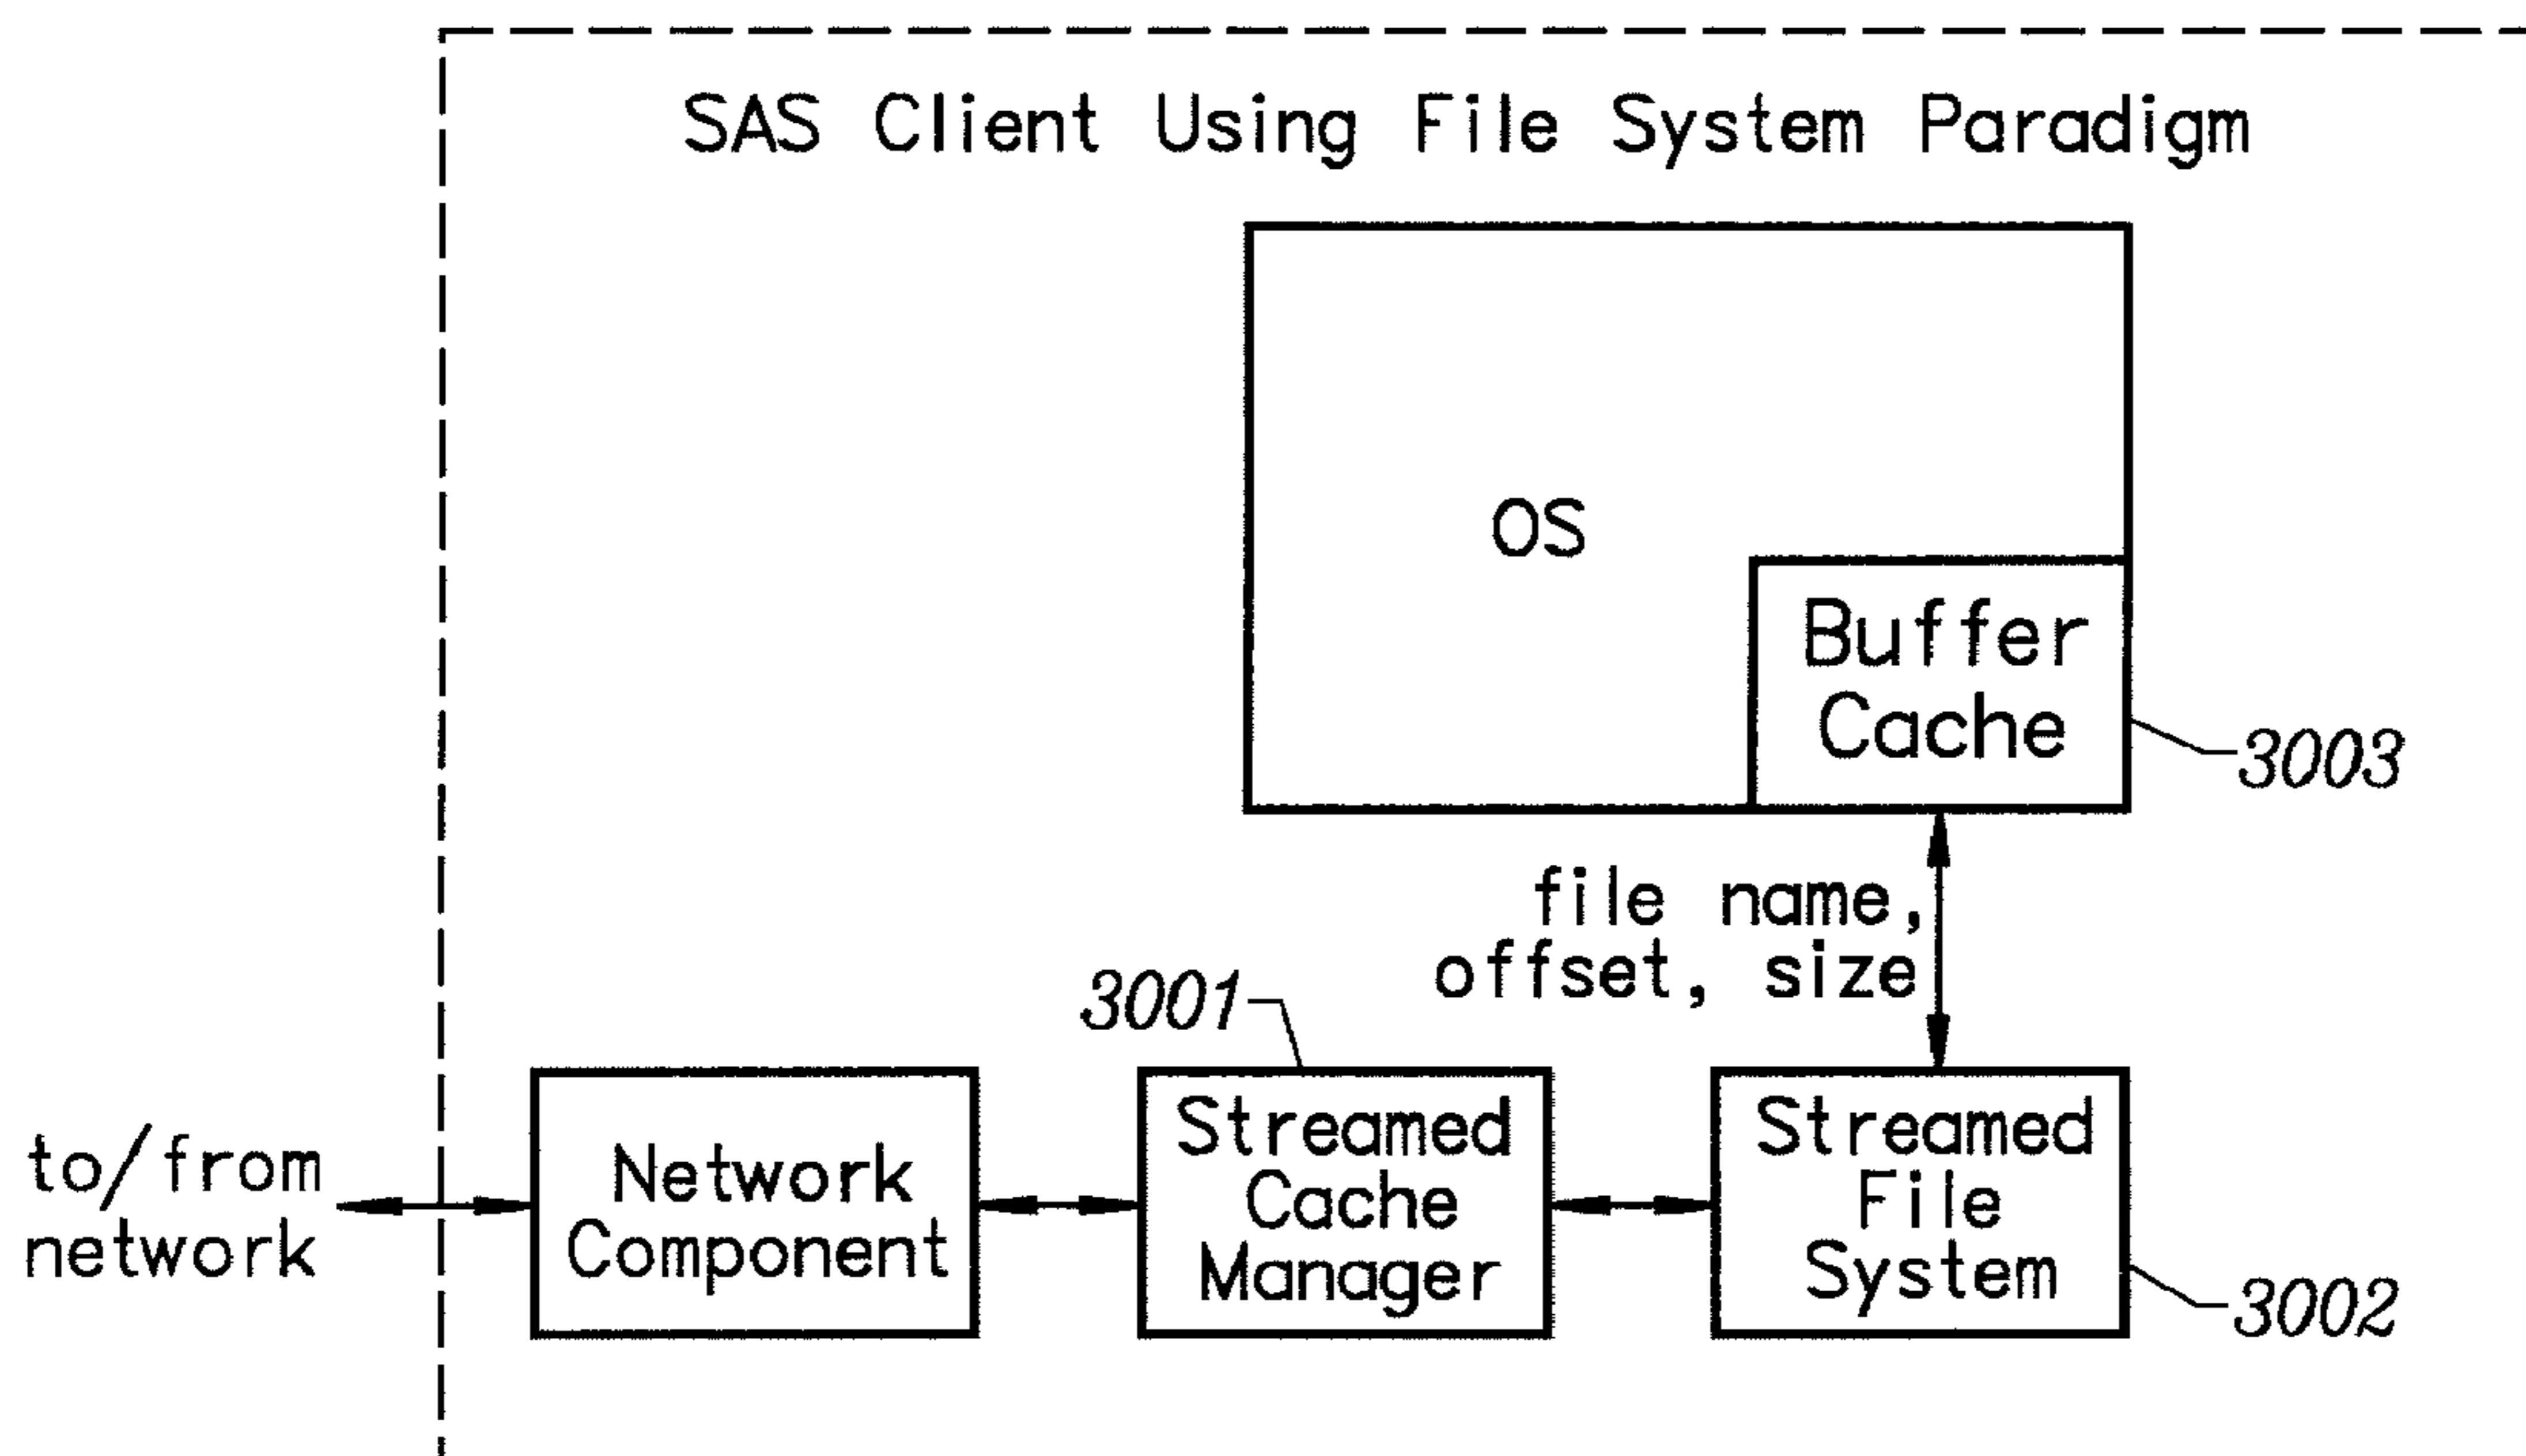 SAS Client Using File System Paradigm
OS
Buffer
Cache
3003
file name,
offset, size
3001
to/from
network
Network
Component
Streamed
Cache
Manager
Streamed
File
System
3002